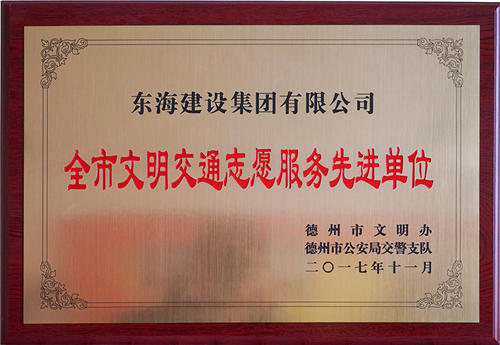 东海建设集团有限公司
全市文明交通志愿服务先进单位
德州市文明办
德州市公安局交警支队
二〇一七年十一月